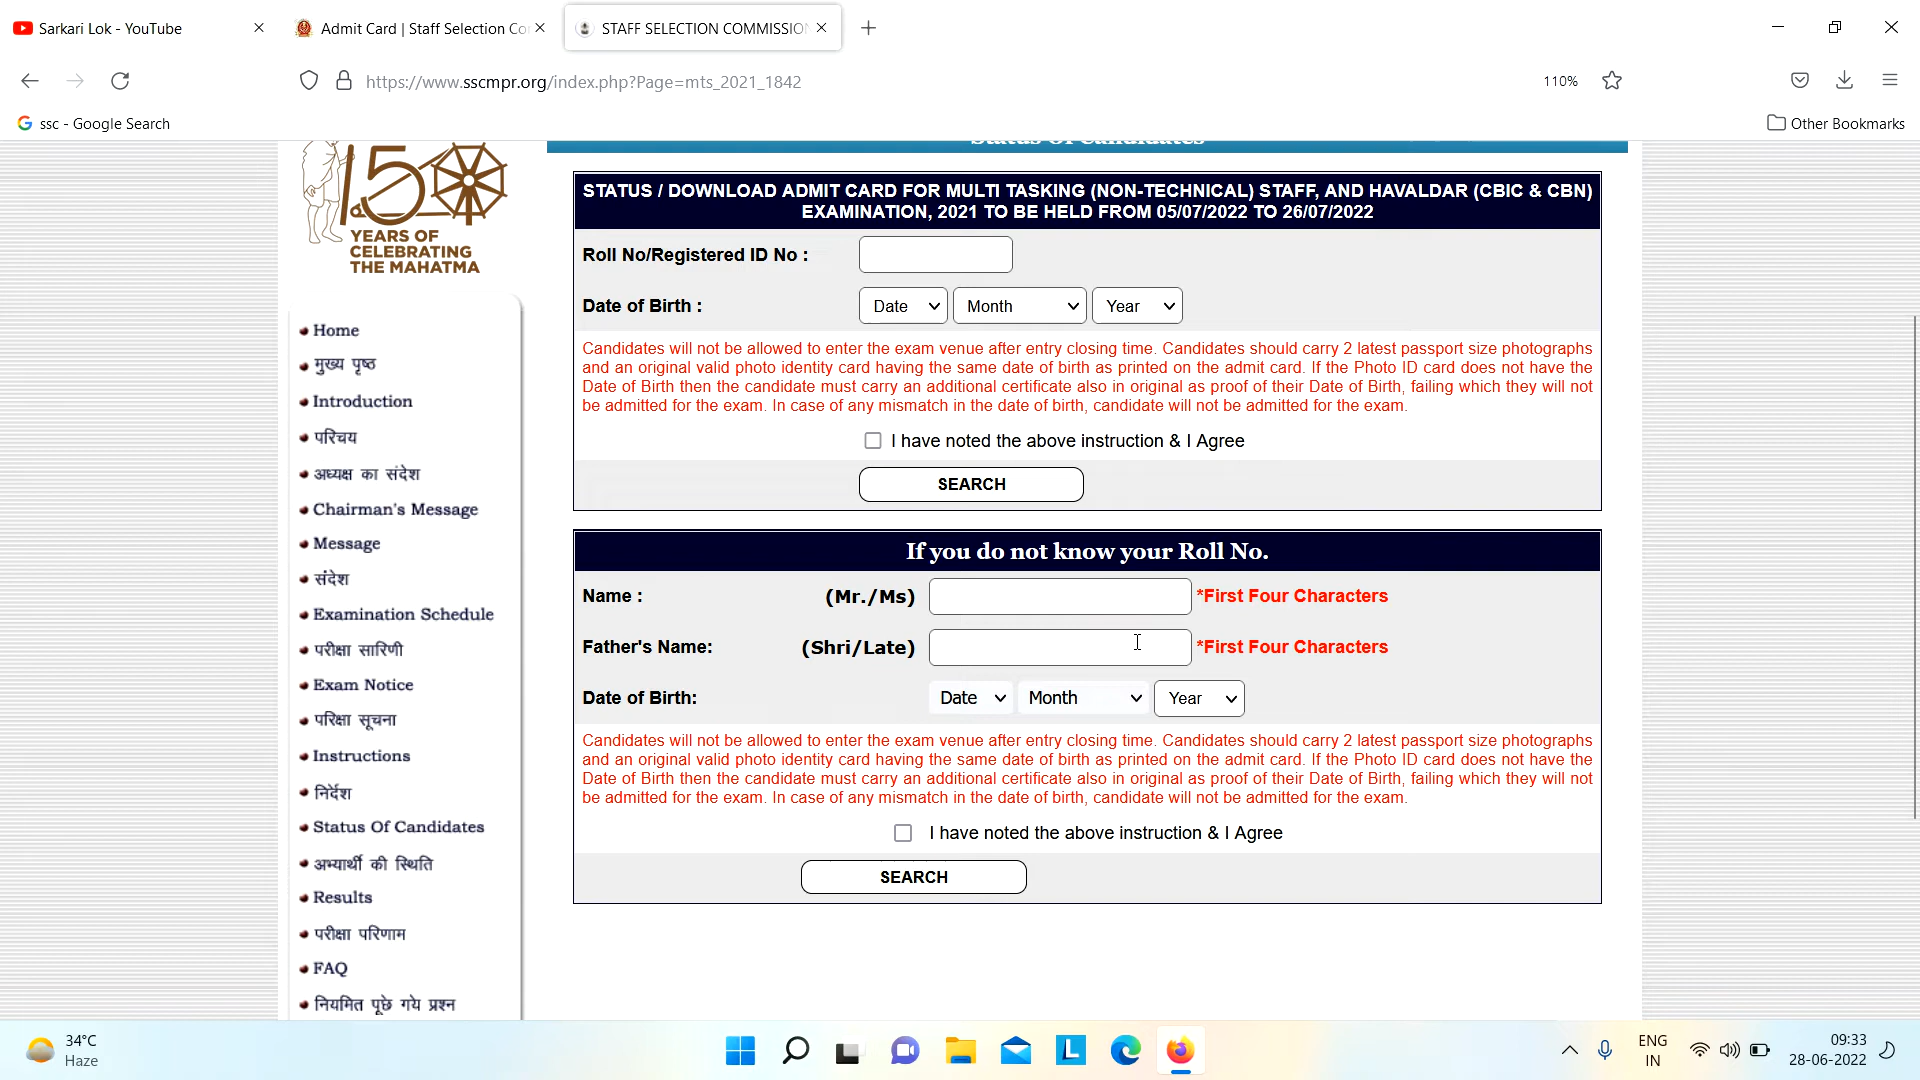 Sarkari Lok - YouTube
Admit Card | Staff Selection Co
STAFF SELECTION COMMISSION
https://www.sscmpr.org/index.php?Page=mts_2021_1842
110%
ssc - Google Search
Other Bookmarks
150
YEARS OF
CELEBRATING
THE MAHATMA
Home
मुख्य पृष्ठ
Introduction
परिचय
अध्यक्ष का संदेश
Chairman's Message
Message
संदेश
Examination Schedule
परीक्षा सारिणी
Exam Notice
परिक्षा सूचना
Instructions
निर्देश
Status Of Candidates
अभ्यार्थी की स्थिति
Results
परीक्षा परिणाम
FAQ
नियमित पूछे गये प्रश्न
Status Of Candidates
STATUS / DOWNLOAD ADMIT CARD FOR MULTI TASKING (NON-TECHNICAL) STAFF, AND HAVALDAR (CBIC & CBN)
EXAMINATION, 2021 TO BE HELD FROM 05/07/2022 TO 26/07/2022
Roll No/Registered ID No :
Date of Birth : Date Month Year
Candidates will not be allowed to enter the exam venue after entry closing time. Candidates should carry 2 latest passport size photographs
and an original valid photo identity card having the same date of birth as printed on the admit card. If the Photo ID card does not have the
Date of Birth then the candidate must carry an additional certificate also in original as proof of their Date of Birth, failing which they will not
be admitted for the exam. In case of any mismatch in the date of birth, candidate will not be admitted for the exam.
I have noted the above instruction & I Agree
SEARCH
If you do not know your Roll No.
Name : (Mr./Ms) *First Four Characters
Father's Name: (Shri/Late) *First Four Characters
Date of Birth: Date Month Year
Candidates will not be allowed to enter the exam venue after entry closing time. Candidates should carry 2 latest passport size photographs
and an original valid photo identity card having the same date of birth as printed on the admit card. If the Photo ID card does not have the
Date of Birth then the candidate must carry an additional certificate also in original as proof of their Date of Birth, failing which they will not
be admitted for the exam. In case of any mismatch in the date of birth, candidate will not be admitted for the exam.
I have noted the above instruction & I Agree
SEARCH
34°C
Haze
ENG
IN
09:33
28-06-2022